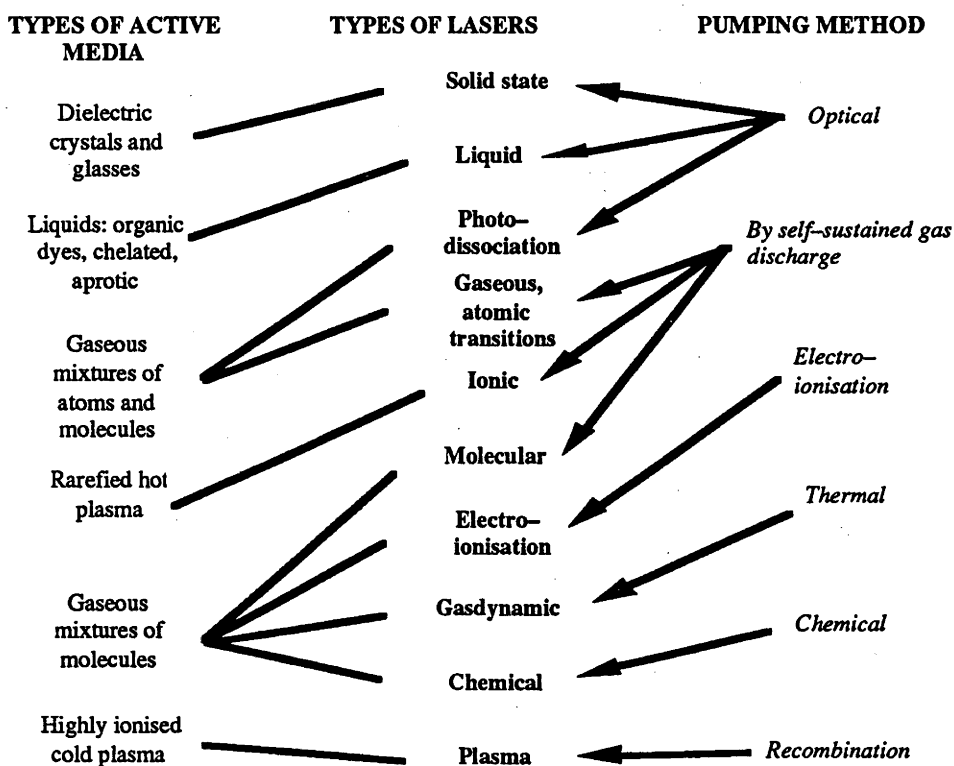 TYPES OF ACTIVE
MEDIA
TYPES OF LASERS
PUMPING METHOD
Dielectric
crystals and
glasses
Liquids: organic
dyes, chelated,
aprotic
Gaseous
mixtures of
atoms and
molecules
Rarefied hot
plasma
Gaseous
mixtures of
molecules
Highly ionised
cold plasma
Solid state
Liquid
Photo–
dissociation
Gaseous,
atomic
transitions
Ionic
Molecular
Electro–
ionisation
Gasdynamic
Chemical
Plasma
Optical
By self–sustained gas
discharge
Electro–
ionisation
Thermal
Chemical
Recombination